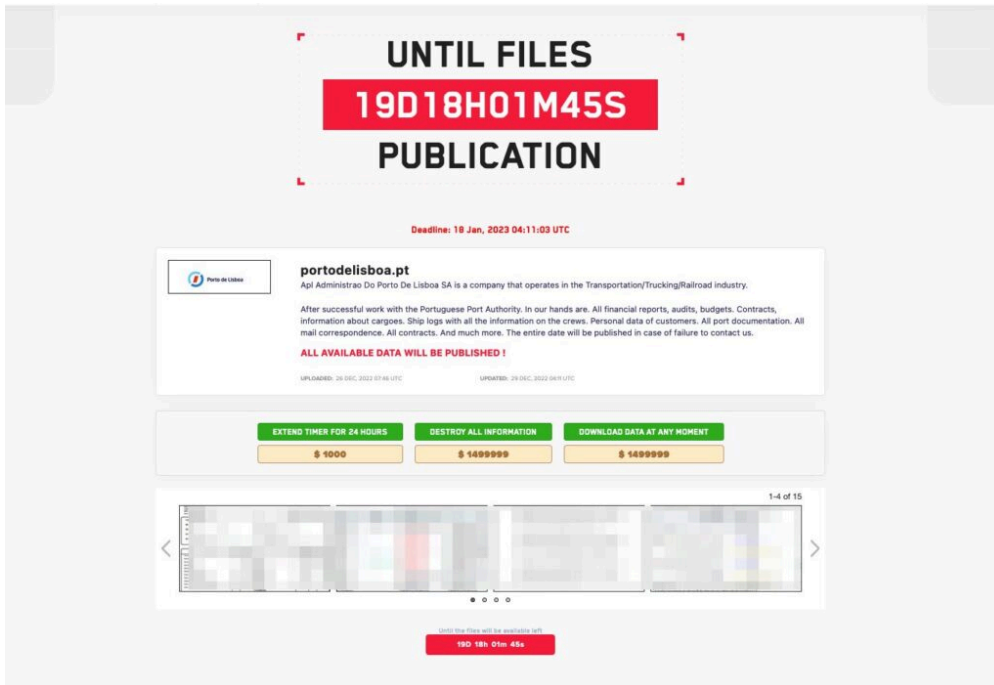 UNTIL FILES
19D18H01M45S
PUBLICATION
Deadline: 18 Jan, 2023 04:11:03 UTC
Porto de Lisboa
portodelisboa.pt
Apl Administrao Do Porto De Lisboa SA is a company that operates in the Transportation/Trucking/Railroad industry.
After successful work with the Portuguese Port Authority. In our hands are. All financial reports, audits, budgets. Contracts,
information about cargoes. Ship logs with all the information on the crews. Personal data of customers. All port documentation. All
mail correspondence. All contracts. And much more. The entire date will be published in case of failure to contact us.
ALL AVAILABLE DATA WILL BE PUBLISHED !
UPLOADED: DEC, 2022 UTC UPDATED: DEC, 2022 UTC
EXTEND TIMER FOR 24 HOURS DESTROY ALL INFORMATION DOWNLOAD DATA AT ANY MOMENT
$ 1000 $ 1499999 $ 1499999
1-4 of 15
Until the files will be available left
19D 18h 01m 45s